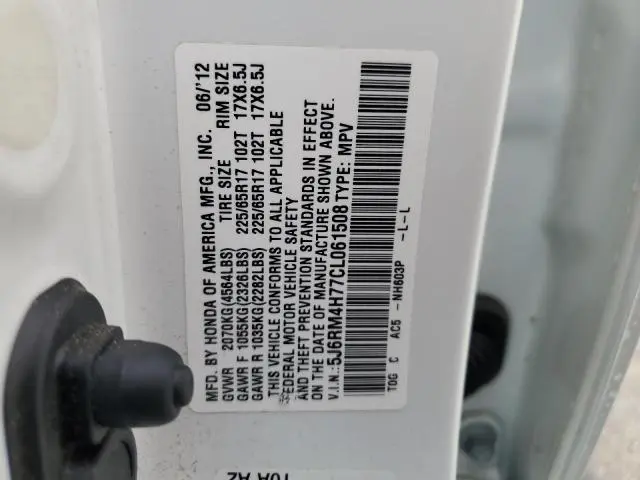 MFD. BY HONDA OF AMERICA MFG., INC. 06/'12
GVWR 2070KG(4564LBS) TIRE SIZE RIM SIZE
GAWR F 1055KG(2326LBS) 225/65R17 102T 17X6.5J
GAWR R 1035KG(2282LBS) 225/65R17 102T 17X6.5J
THIS VEHICLE CONFORMS TO ALL APPLICABLE
FEDERAL MOTOR VEHICLE SAFETY
AND THEFT PREVENTION STANDARDS IN EFFECT
ON THE DATE OF MANUFACTURE SHOWN ABOVE.
V.I.N.:5J6RM4H77CL061508 TYPE: MPV
T0G C AC5 -NH603P -L-L